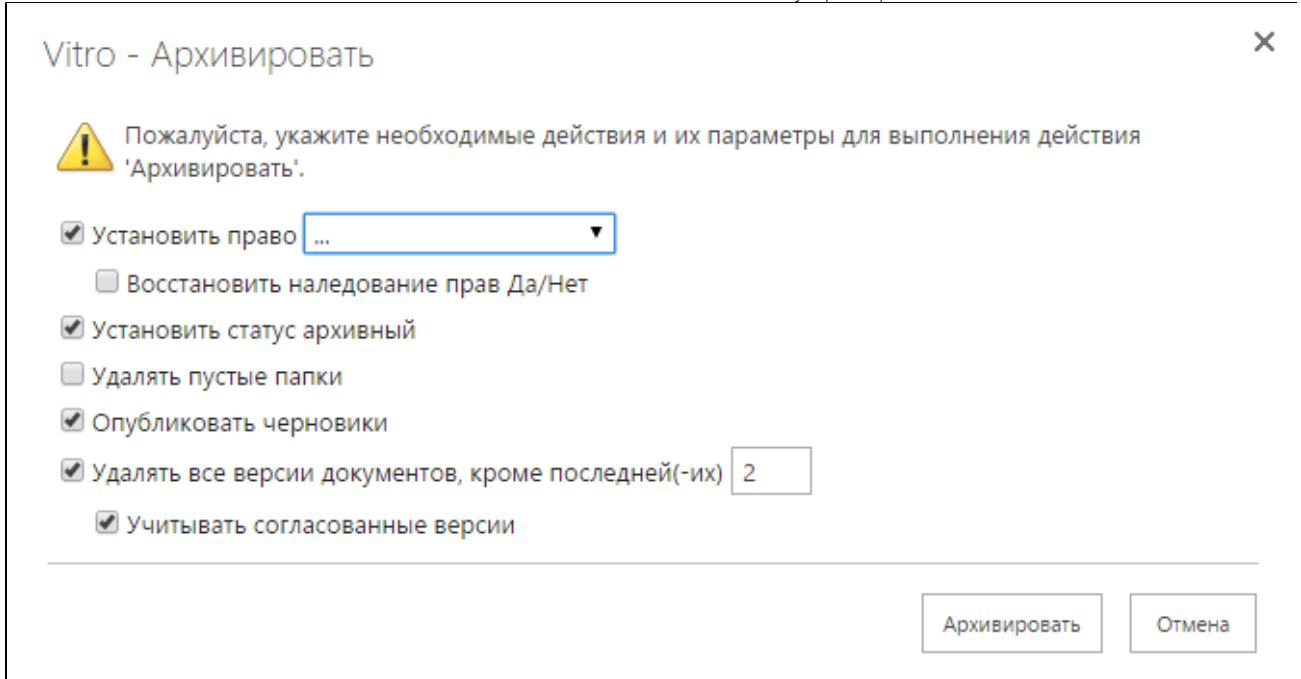 Vitro - Архивировать
Пожалуйста, укажите необходимые действия и их параметры для выполнения действия
'Архивировать'.
Установить право ...
Восстановить наледование прав Да/Нет
Установить статус архивный
Удалять пустые папки
Опубликовать черновики
Удалять все версии документов, кроме последней(-их) 2
Учитывать согласованные версии
Архивировать Отмена